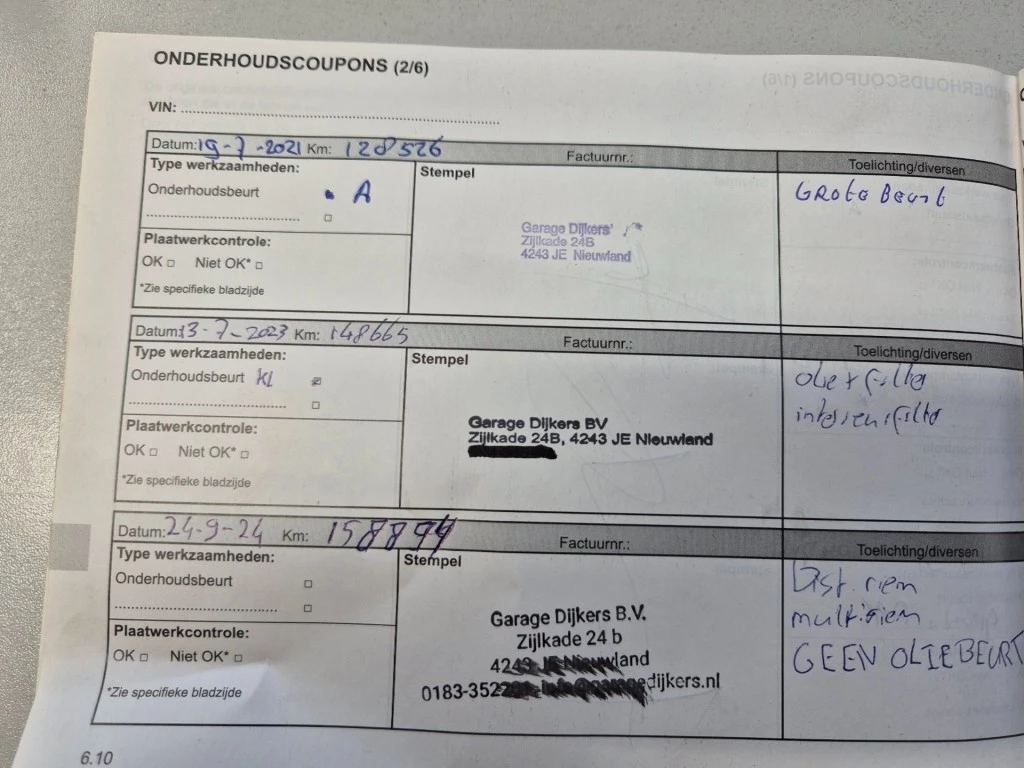 ONDERHOUDSCOUPONS (2/6)
VIN:
Datum: 19-7-2021 Km: 128526 Factuurnr.: Toelichting/diversen
Type werkzaamheden:
Stempel
Onderhoudsbeurt A
GROTE Beurt
Garage Dijkers
Zijlkade 24B
4243 JE Nieuwland
Plaatwerkcontrole:
OK Niet OK*
*Zie specifieke bladzijde
Datum: 13-7-2023 Km: 148665 Factuurnr.: Toelichting/diversen
Type werkzaamheden:
Stempel
Onderhoudsbeurt KL
olie + filter
Garage Dijkers BV
Zijlkade 24B, 4243 JE Nieuwland
Plaatwerkcontrole:
OK Niet OK*
*Zie specifieke bladzijde
Datum: 24-9-24 Km: Factuurnr.: Toelichting/diversen
Type werkzaamheden:
Stempel
Onderhoudsbeurt
Dist. riem
multiriem
GEEN OLIEBEURT
Garage Dijkers B.V.
Zijlkade 24 b
Plaatwerkcontrole:
OK Niet OK*
*Zie specifieke bladzijde
6.10